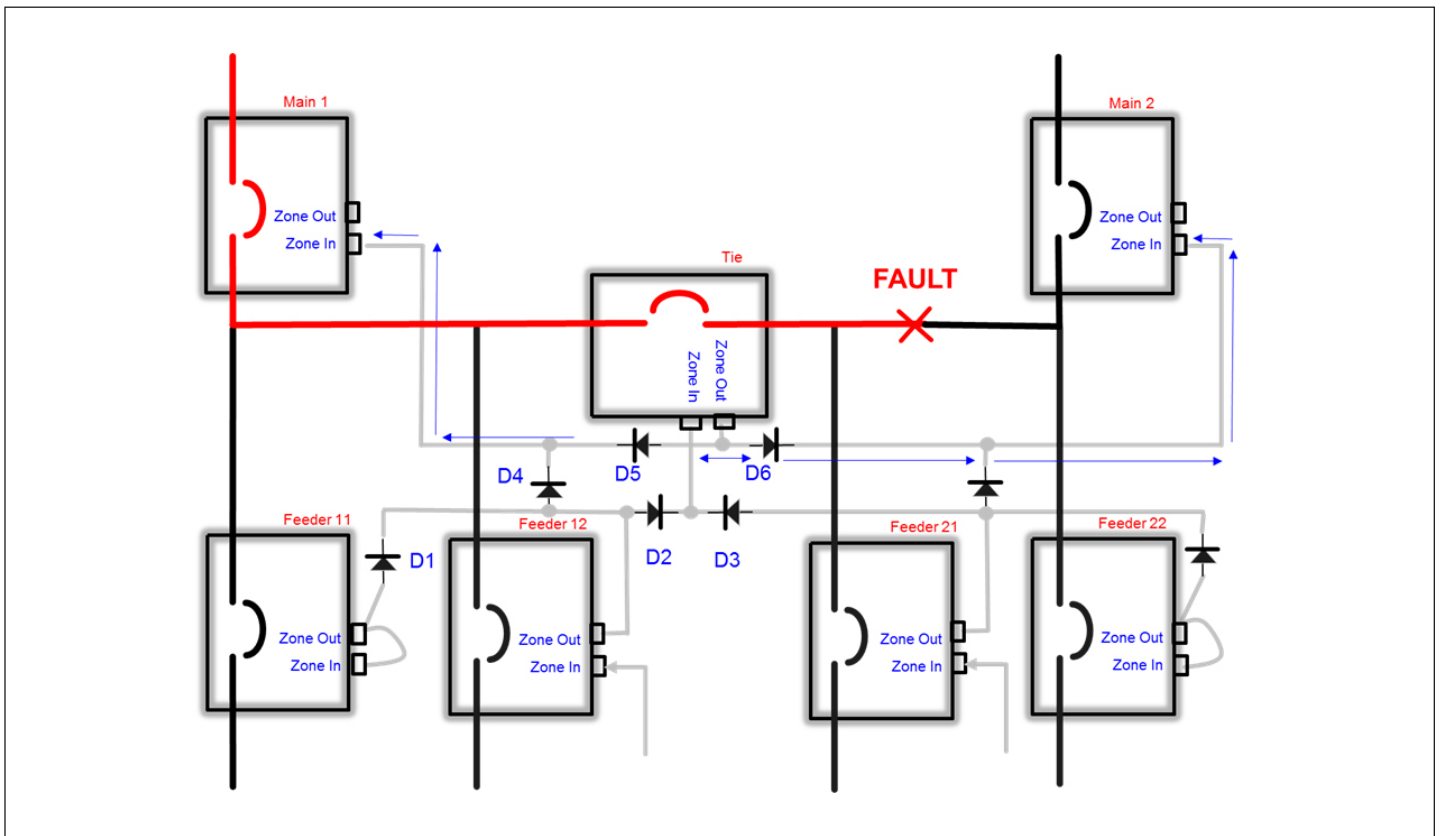 Main 1
Main 2
Zone Out
Zone In
Zone Out
Zone In
Tie
FAULT
Zone In
Zone Out
D5
D6
D4
Feeder 11
Feeder 12
Feeder 21
Feeder 22
D1
D2
D3
Zone Out
Zone In
Zone Out
Zone In
Zone Out
Zone In
Zone Out
Zone In